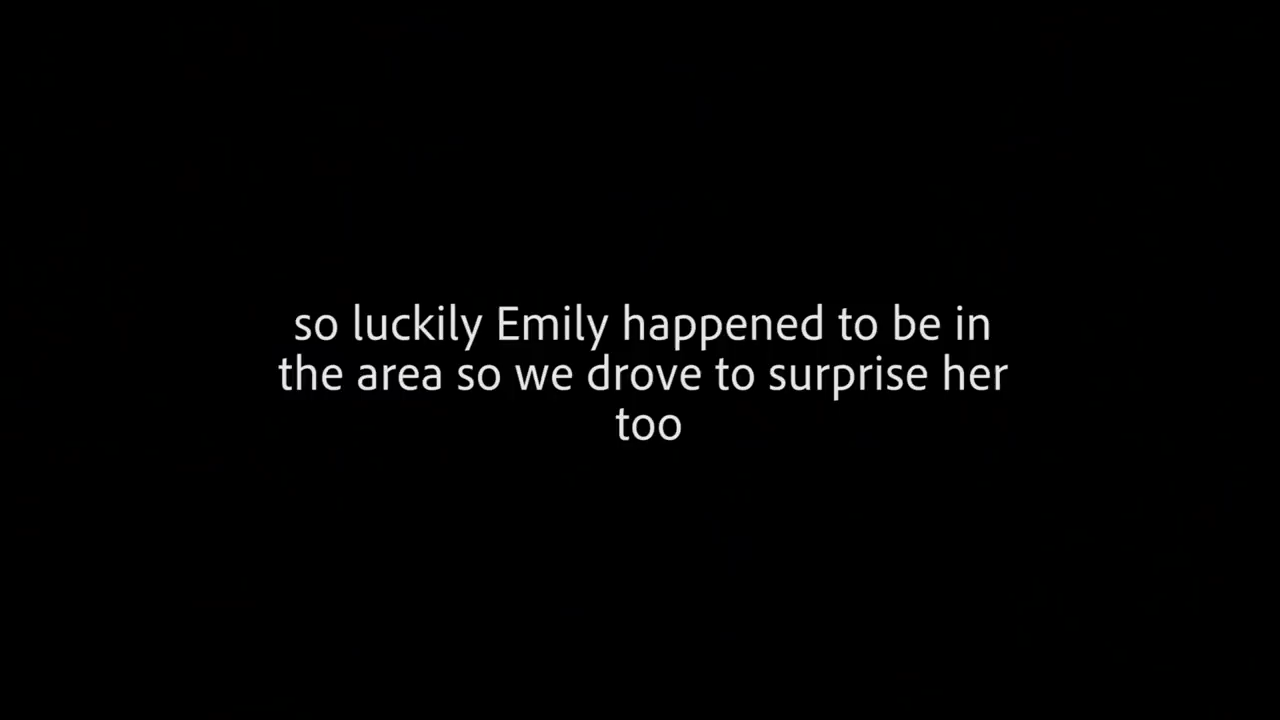 so luckily Emily happened to be in
the area so we drove to surprise her
too